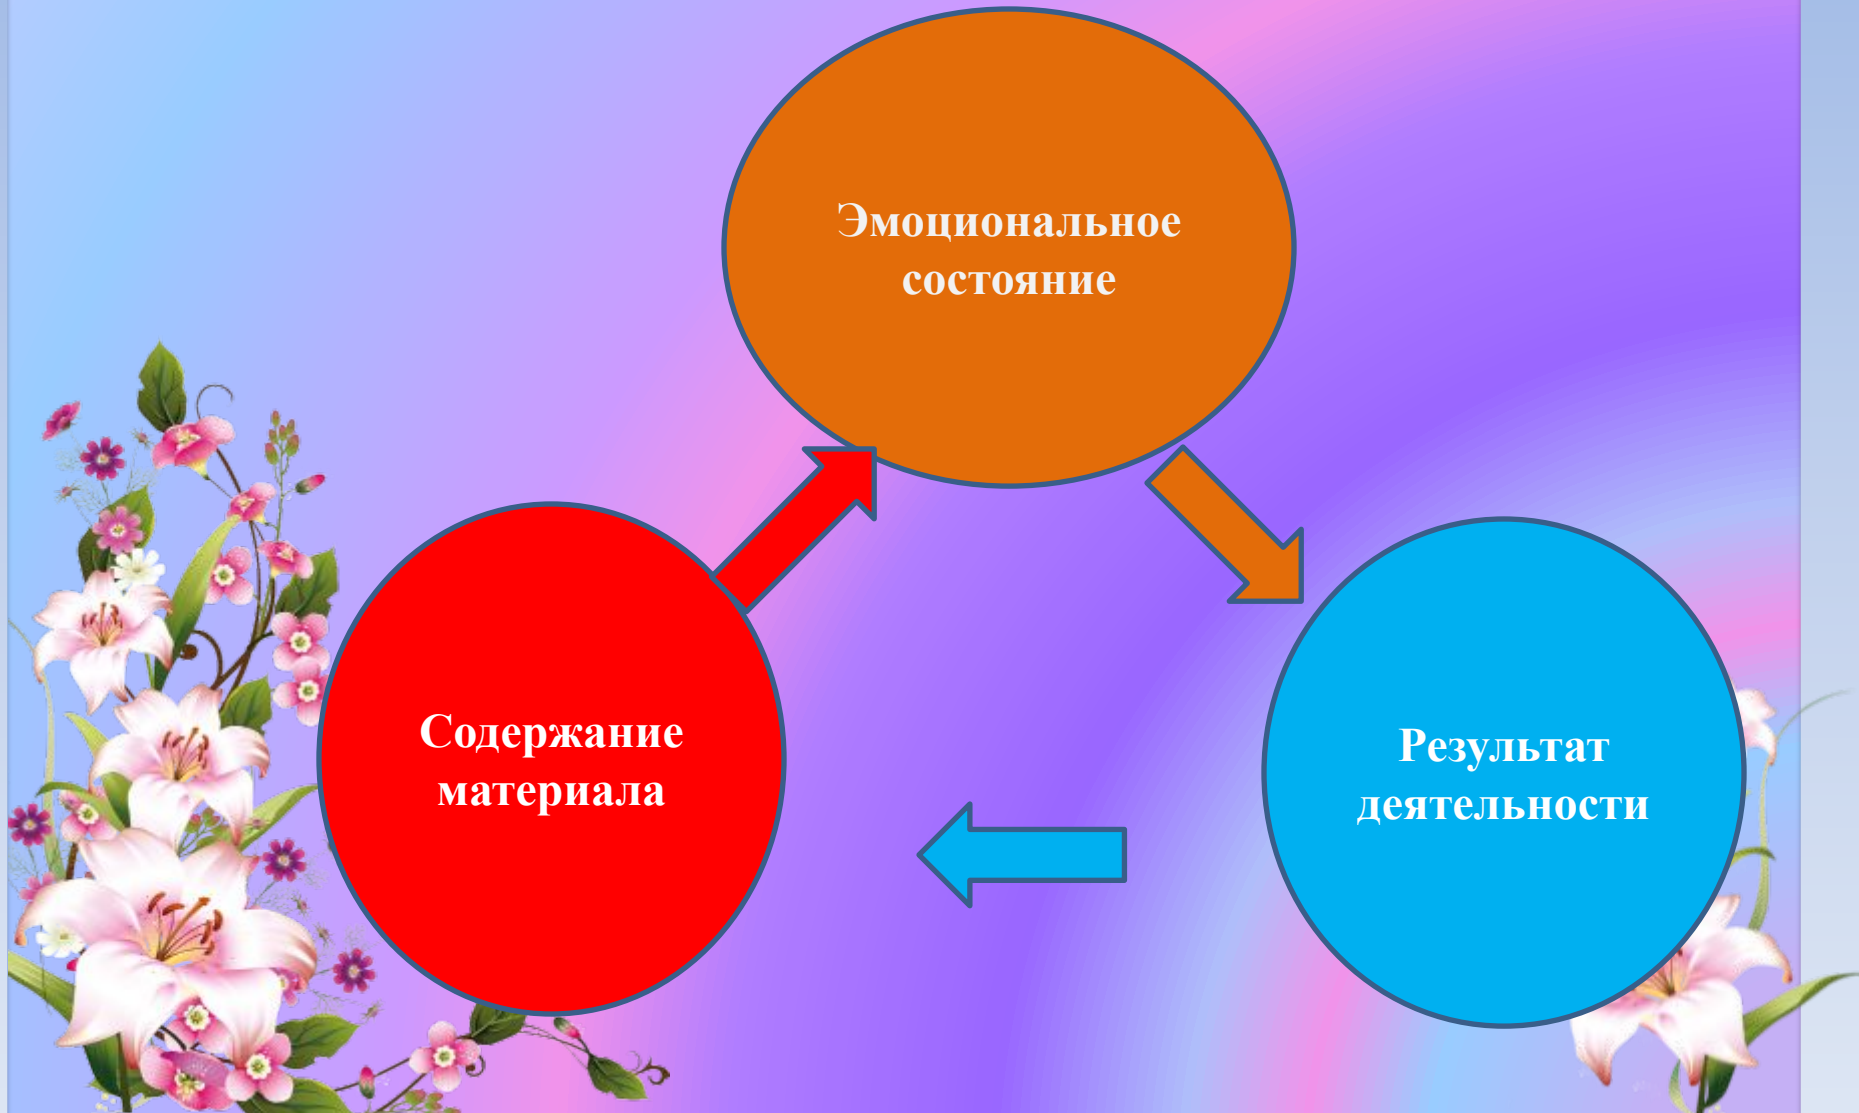 Эмоциональное
состояние
Содержание
материала
Результат
деятельности